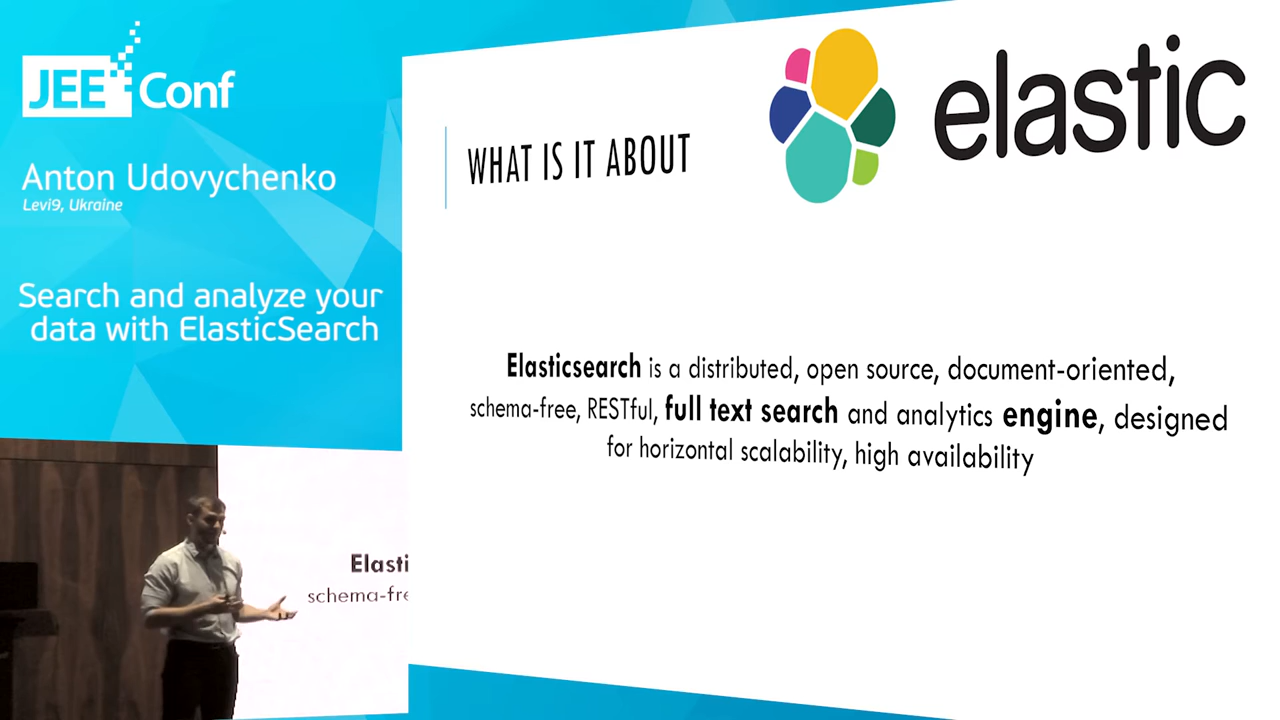 JEE Conf
Anton Udovychenko
Levi9, Ukraine
Search and analyze your
data with ElasticSearch
WHAT IS IT ABOUT
elastic
Elasticsearch is a distributed, open source, document-oriented,
schema-free, RESTful, full text search and analytics engine, designed
for horizontal scalability, high availability
Elasti
schema-fre